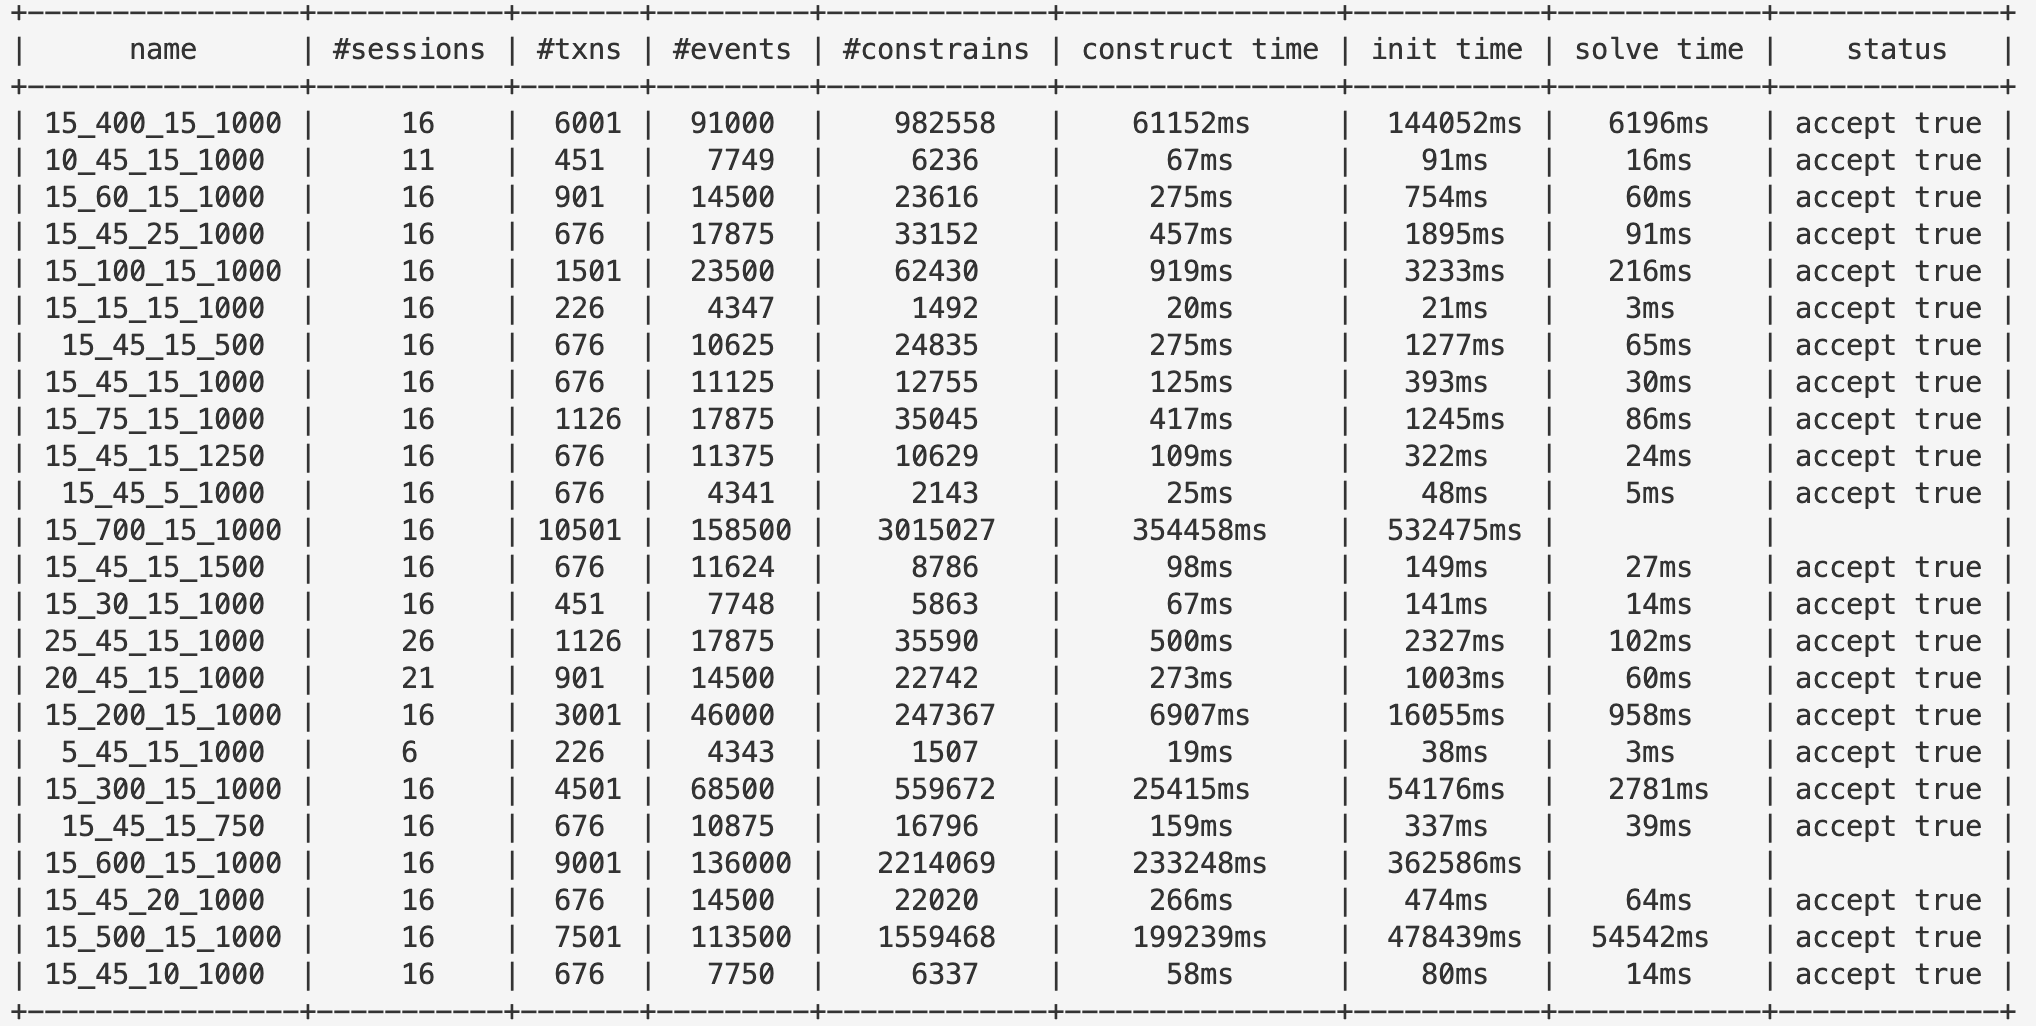 +----------------+-----------+-------+---------+-------------+----------------+-----------+------------+-------------+
| name | #sessions | #txns | #events | #constrains | construct time | init time | solve time | status |
+----------------+-----------+-------+---------+-------------+----------------+-----------+------------+-------------+
| 15_400_15_1000 | 16 | 6001 | 91000 | 982558 | 61152ms | 144052ms | 6196ms | accept true |
| 10_45_15_1000 | 11 | 451 | 7749 | 6236 | 67ms | 91ms | 16ms | accept true |
| 15_60_15_1000 | 16 | 901 | 14500 | 23616 | 275ms | 754ms | 60ms | accept true |
| 15_45_25_1000 | 16 | 676 | 17875 | 33152 | 457ms | 1895ms | 91ms | accept true |
| 15_100_15_1000 | 16 | 1501 | 23500 | 62430 | 919ms | 3233ms | 216ms | accept true |
| 15_15_15_1000 | 16 | 226 | 4347 | 1492 | 20ms | 21ms | 3ms | accept true |
| 15_45_15_500 | 16 | 676 | 10625 | 24835 | 275ms | 1277ms | 65ms | accept true |
| 15_45_15_1000 | 16 | 676 | 11125 | 12755 | 125ms | 393ms | 30ms | accept true |
| 15_75_15_1000 | 16 | 1126 | 17875 | 35045 | 417ms | 1245ms | 86ms | accept true |
| 15_45_15_1250 | 16 | 676 | 11375 | 10629 | 109ms | 322ms | 24ms | accept true |
| 15_45_5_1000 | 16 | 676 | 4341 | 2143 | 25ms | 48ms | 5ms | accept true |
| 15_700_15_1000 | 16 | 10501 | 158500 | 3015027 | 354458ms | 532475ms | | |
| 15_45_15_1500 | 16 | 676 | 11624 | 8786 | 98ms | 149ms | 27ms | accept true |
| 15_30_15_1000 | 16 | 451 | 7748 | 5863 | 67ms | 141ms | 14ms | accept true |
| 25_45_15_1000 | 26 | 1126 | 17875 | 35590 | 500ms | 2327ms | 102ms | accept true |
| 20_45_15_1000 | 21 | 901 | 14500 | 22742 | 273ms | 1003ms | 60ms | accept true |
| 15_200_15_1000 | 16 | 3001 | 46000 | 247367 | 6907ms | 16055ms | 958ms | accept true |
| 5_45_15_1000 | 6 | 226 | 4343 | 1507 | 19ms | 38ms | 3ms | accept true |
| 15_300_15_1000 | 16 | 4501 | 68500 | 559672 | 25415ms | 54176ms | 2781ms | accept true |
| 15_45_15_750 | 16 | 676 | 10875 | 16796 | 159ms | 337ms | 39ms | accept true |
| 15_600_15_1000 | 16 | 9001 | 136000 | 2214069 | 233248ms | 362586ms | | |
| 15_45_20_1000 | 16 | 676 | 14500 | 22020 | 266ms | 474ms | 64ms | accept true |
| 15_500_15_1000 | 16 | 7501 | 113500 | 1559468 | 199239ms | 478439ms | 54542ms | accept true |
| 15_45_10_1000 | 16 | 676 | 7750 | 6337 | 58ms | 80ms | 14ms | accept true |
+----------------+-----------+-------+---------+-------------+----------------+-----------+------------+-------------+